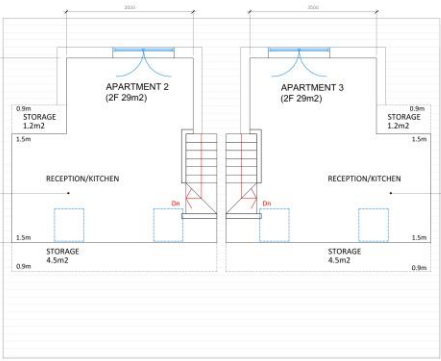 3500
3500
APARTMENT 2
(2F 29m2)
APARTMENT 3
(2F 29m2)
0.9m
STORAGE
1.2m2
0.9m
STORAGE
1.2m2
1.5m
1.5m
RECEPTION/KITCHEN
RECEPTION/KITCHEN
Dn
Dn
1.5m
1.5m
STORAGE
4.5m2
STORAGE
4.5m2
0.9m
0.9m